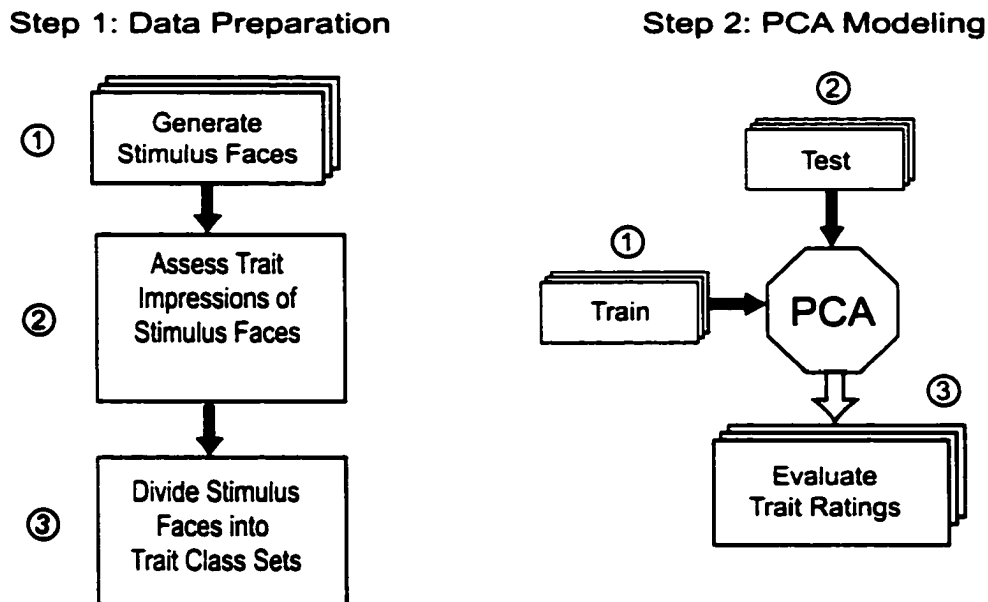 Step 1: Data Preparation
①
Generate
Stimulus Faces
②
Assess Trait
Impressions of
Stimulus Faces
③
Divide Stimulus
Faces into
Trait Class Sets
Step 2: PCA Modeling
②
Test
①
Train
PCA
③
Evaluate
Trait Ratings